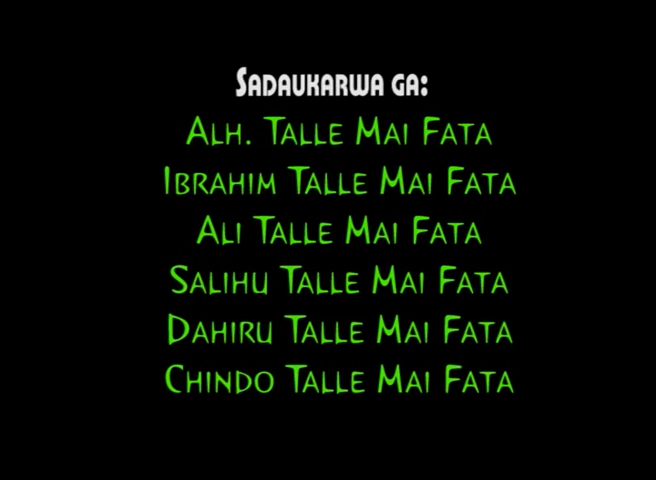 Sadaukarwa ga:
Alh. Talle Mai Fata
Ibrahim Talle Mai Fata
Ali Talle Mai Fata
Salihu Talle Mai Fata
Dahiru Talle Mai Fata
Chindo Talle Mai Fata